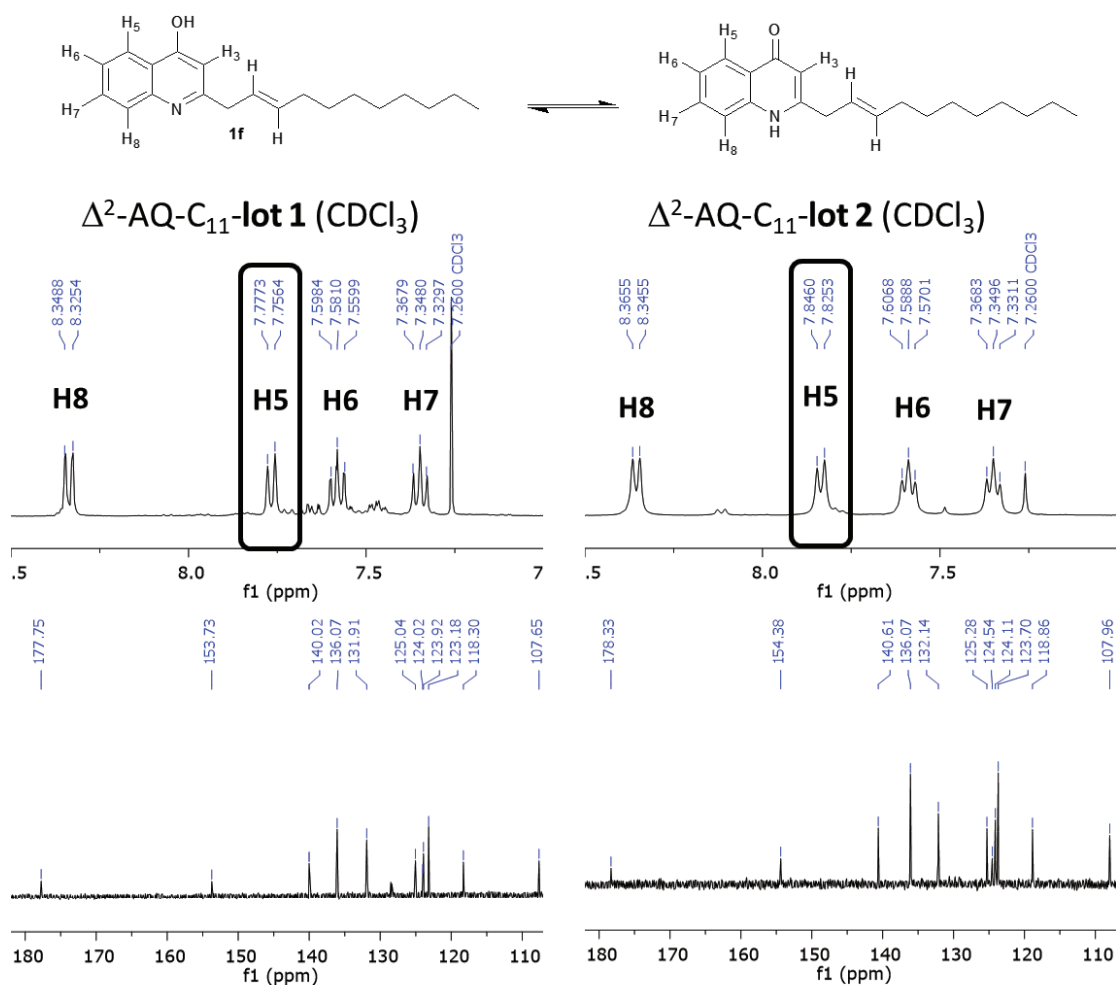 H5
OH
H6
H3
H
N
H7
1f
H
H8
H5
O
H6
H3
H
N
H
H7
H
H8
Δ²-AQ-C₁₁-lot 1 (CDCl₃)
8.3488
8.3254
7.7773
7.7564
7.5984
7.5810
7.5599
7.3679
7.3480
7.3297
7.2600 CDCl3
H8
H5
H6
H7
.5
8.0
7.5
7
f1 (ppm)
Δ²-AQ-C₁₁-lot 2 (CDCl₃)
8.3655
8.3455
7.8460
7.8253
7.6068
7.5888
7.5701
7.3683
7.3496
7.3311
7.2600 CDCl3
H8
H5
H6
H7
.5
8.0
7.5
f1 (ppm)
177.75
153.73
140.02
136.07
131.91
125.04
124.02
123.92
123.18
118.30
107.65
180 170 160 150 140 130 120 110
f1 (ppm)
178.33
154.38
140.61
136.07
132.14
125.28
124.54
124.11
123.70
118.86
107.96
180 170 160 150 140 130 120 110
f1 (ppm)